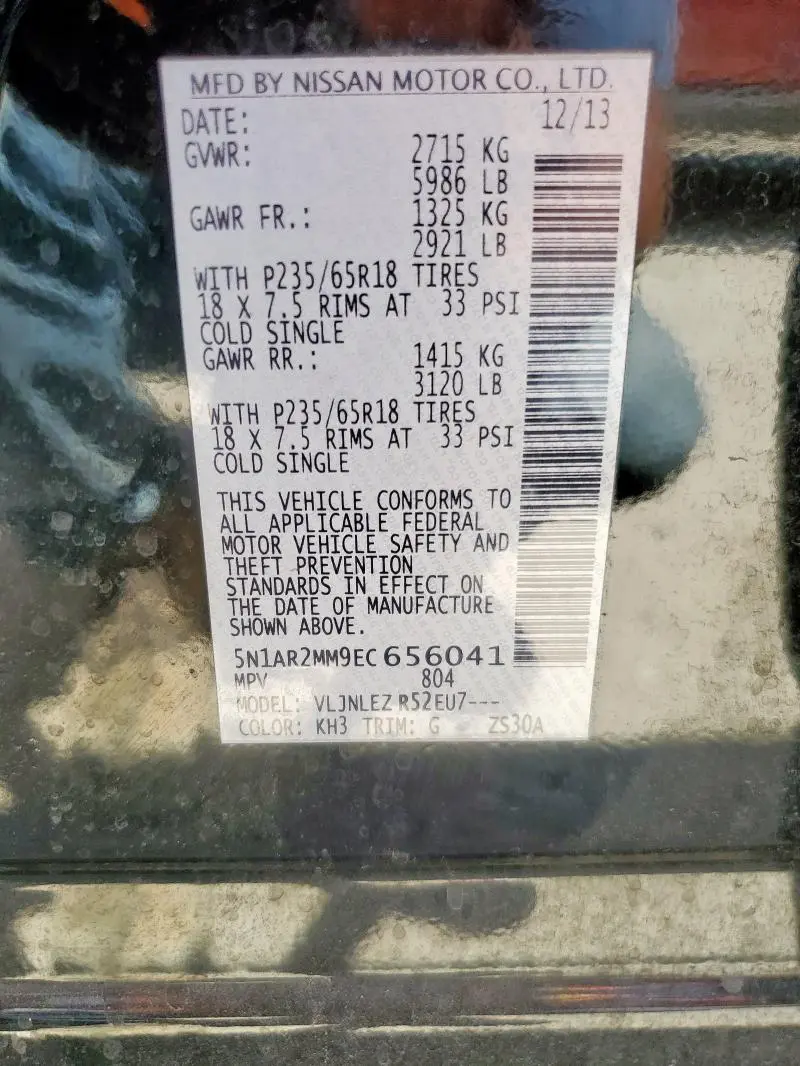 MFD BY NISSAN MOTOR CO., LTD.
DATE: 12/13
GVWR: 2715 KG
5986 LB
GAWR FR.: 1325 KG
2921 LB
WITH P235/65R18 TIRES
18 X 7.5 RIMS AT 33 PSI
COLD SINGLE
GAWR RR.: 1415 KG
3120 LB
WITH P235/65R18 TIRES
18 X 7.5 RIMS AT 33 PSI
COLD SINGLE
THIS VEHICLE CONFORMS TO
ALL APPLICABLE FEDERAL
MOTOR VEHICLE SAFETY AND
THEFT PREVENTION
STANDARDS IN EFFECT ON
THE DATE OF MANUFACTURE
SHOWN ABOVE.
5N1AR2MM9EC656041
MPV 804
MODEL: VLJNLEZ R52EU7---
COLOR: KH3 TRIM: G ZS30A